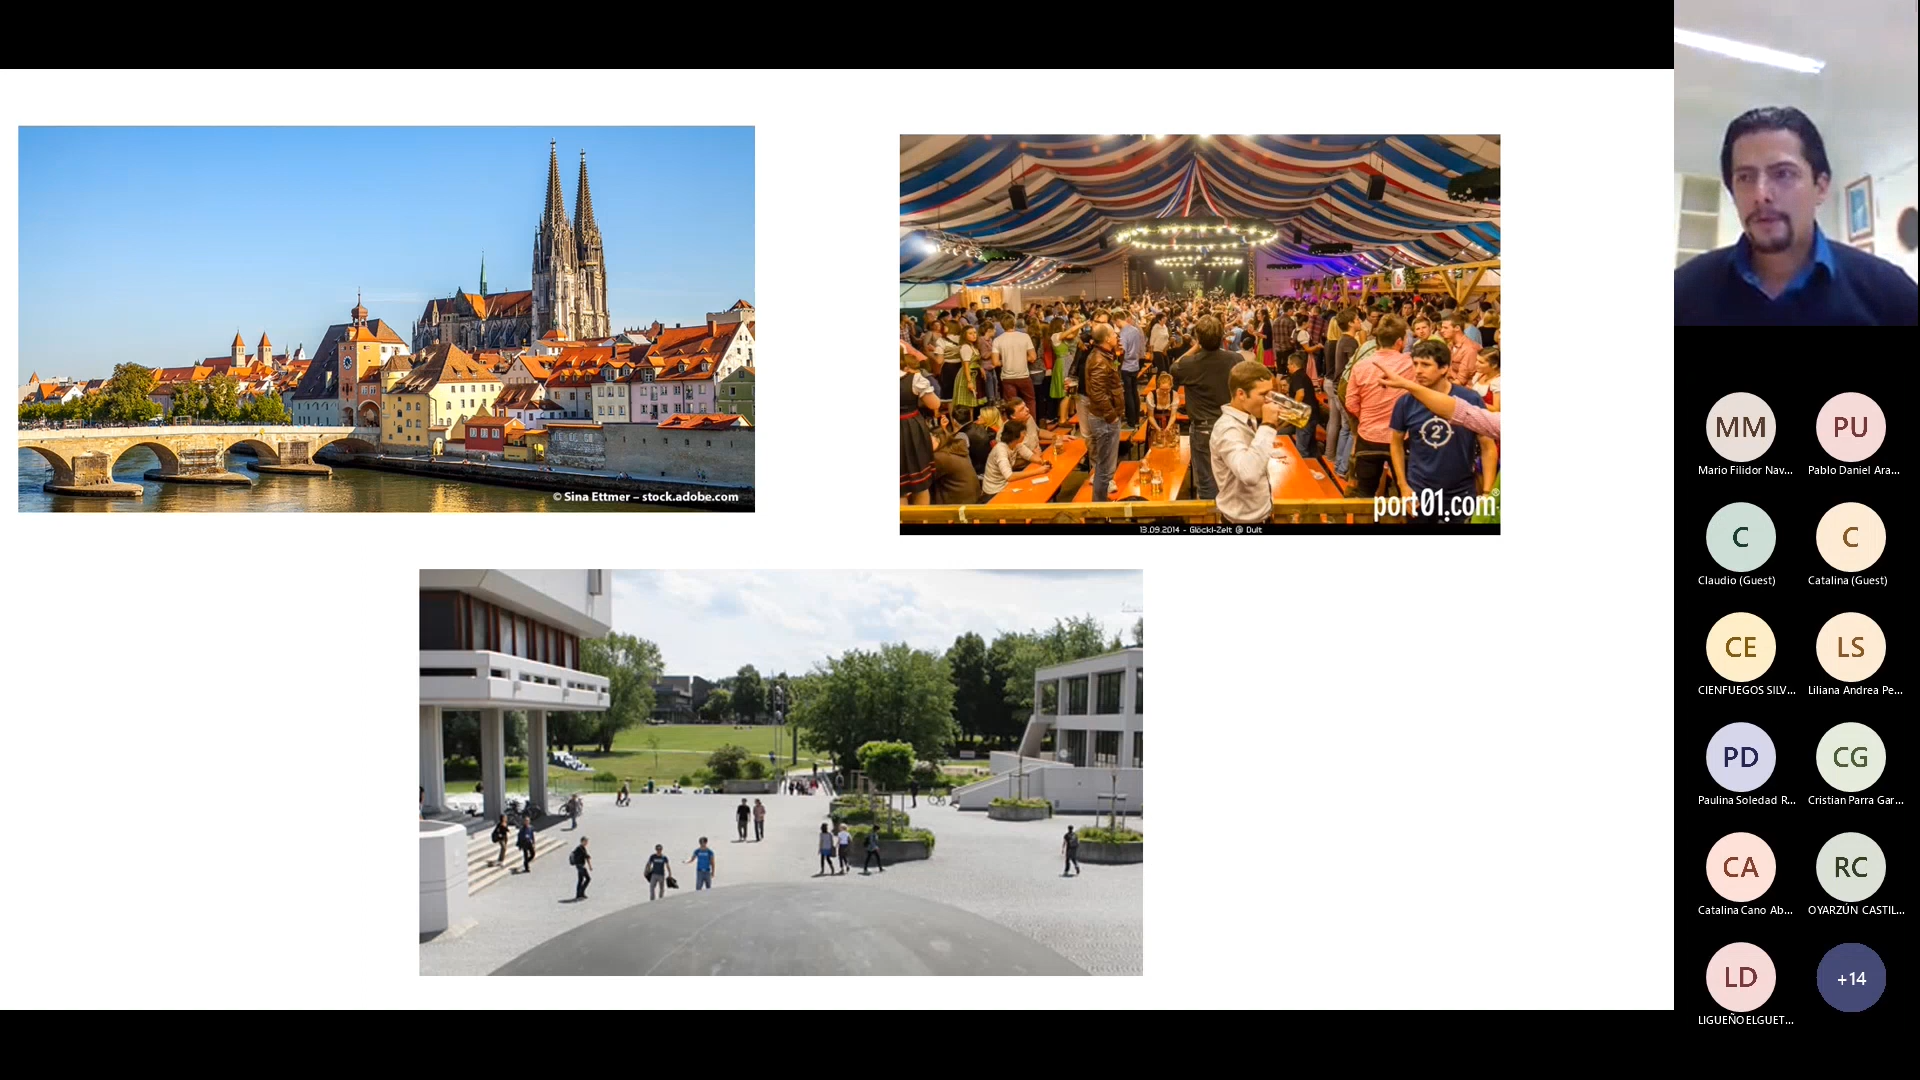 © Sina Ettmer – stock.adobe.com
port01.com
13.09.2014 - Glöckl-Zelt @ Dult
2
MM
PU
Mario Filidor Nav...
Pablo Daniel Ara...
C
C
Claudio (Guest)
Catalina (Guest)
CE
LS
CIENFUEGOS SILV...
Liliana Andrea Pe...
PD
CG
Paulina Soledad R...
Cristian Parra Gar...
CA
RC
Catalina Cano Ab...
OYARZÚN CASTIL...
LD
+14
LIGUEÑO ELGUET...